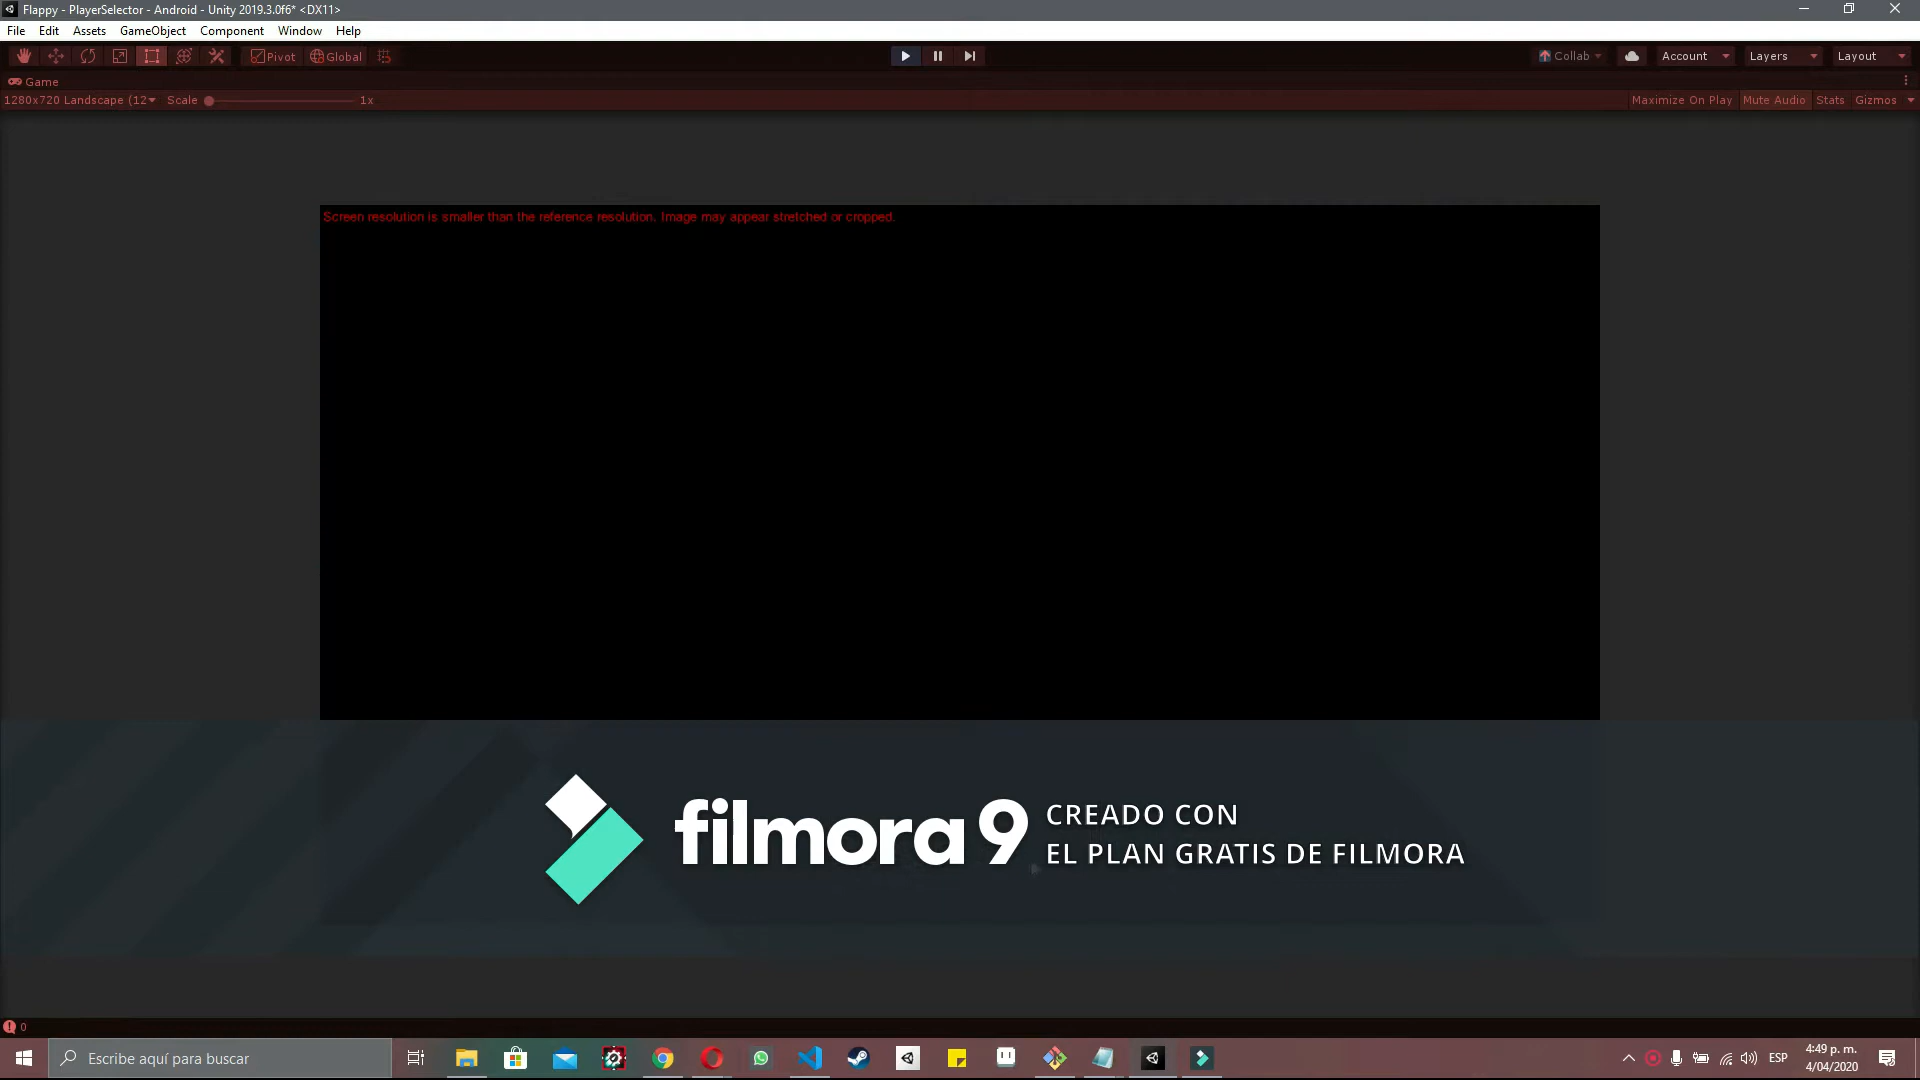 Flappy - PlayerSelector - Android - Unity 2019.3.0f6* <DX11>
File Edit Assets GameObject Component Window Help
Pivot Global Collab Account Layers Layout
Game
1280x720 Landscape (12 Scale 1x Maximize On Play Mute Audio Stats Gizmos
Screen resolution is smaller than the reference resolution. Image may appear stretched or cropped.
filmora 9 CREADO CON
EL PLAN GRATIS DE FILMORA
0
Escribe aquí para buscar
ESP
4:49 p. m.
4/04/2020